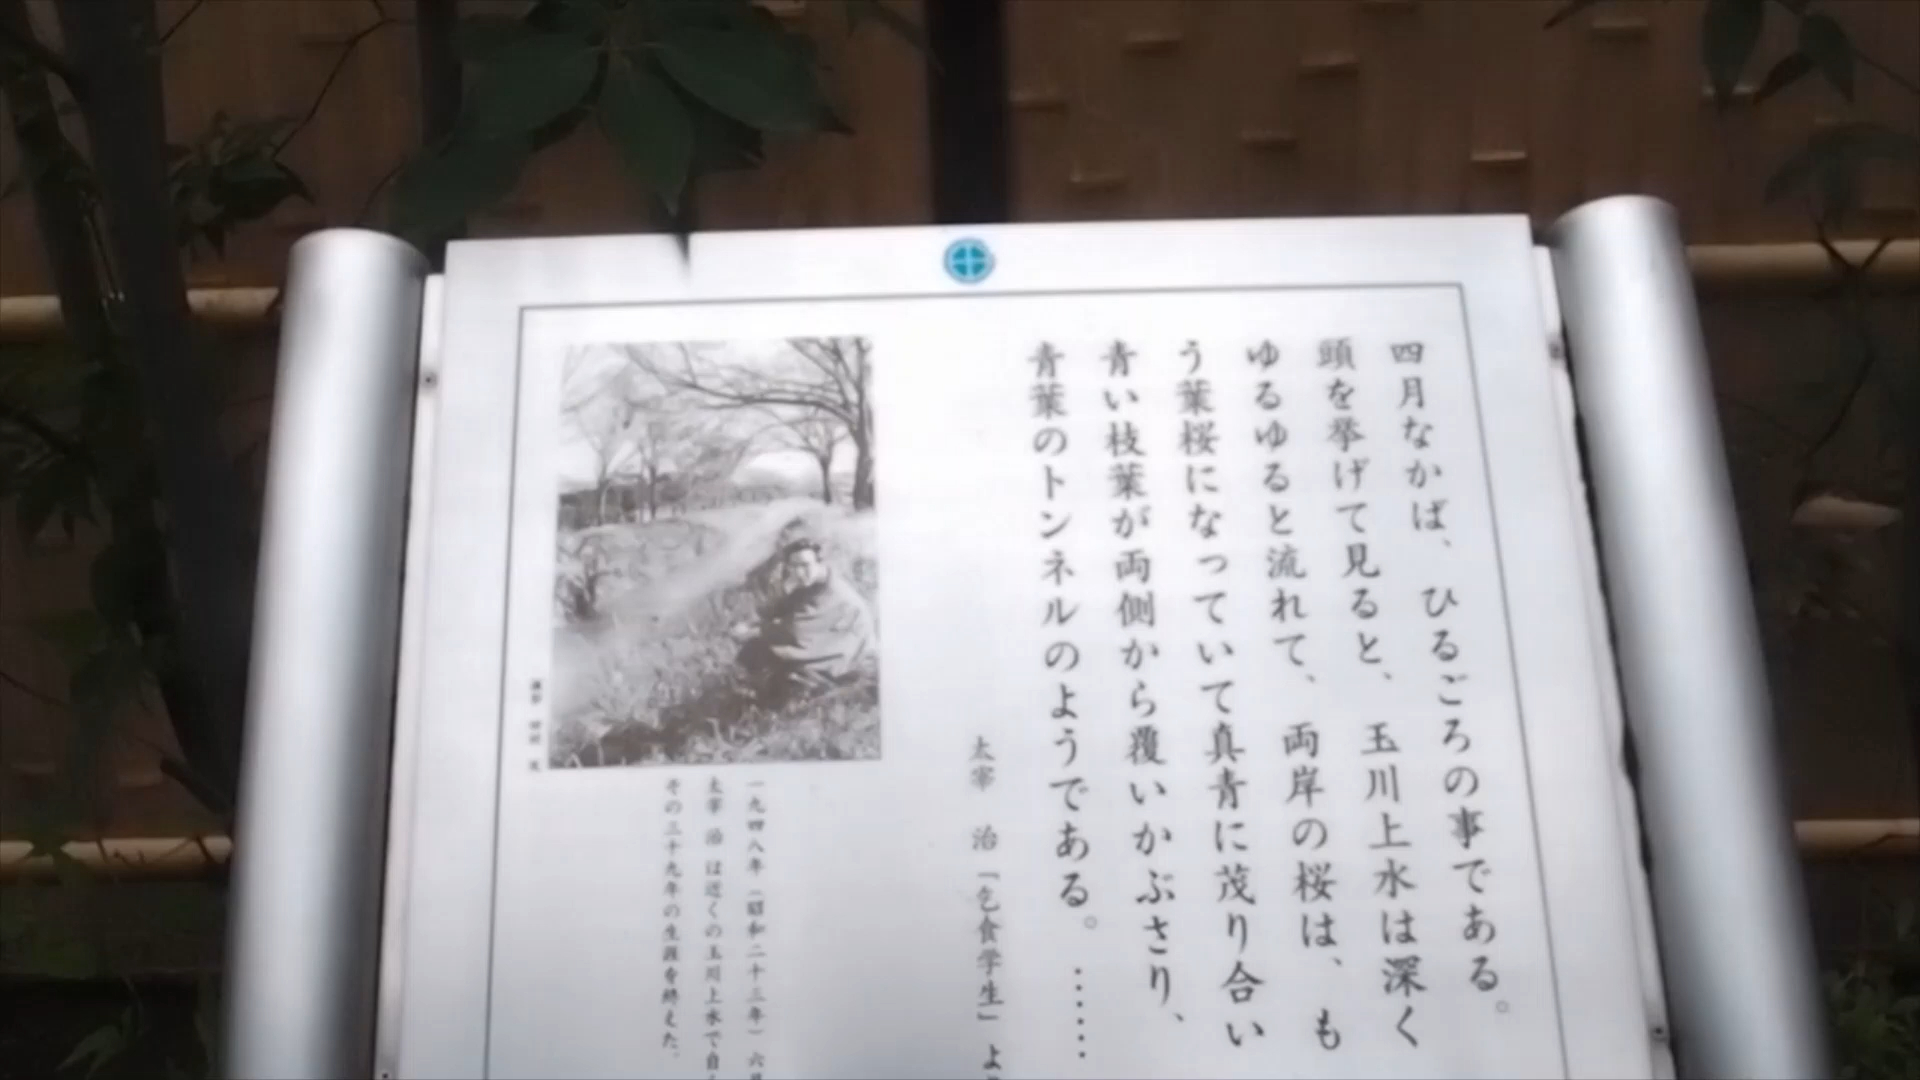 四月なかば、ひるごろの事である。
頭を挙げて見ると、玉川上水は深く
ゆるゆると流れて、両岸の桜は、も
う葉桜になっていて真青に茂り合い
青い枝葉が両側から覆いかぶさり、
青葉のトンネルのようである。……
太宰 治「乞食学生」よ
一九四八年（昭和二十三年）六月
太宰 治 は近くの玉川上水で自
その三十九年の生涯を終えた。